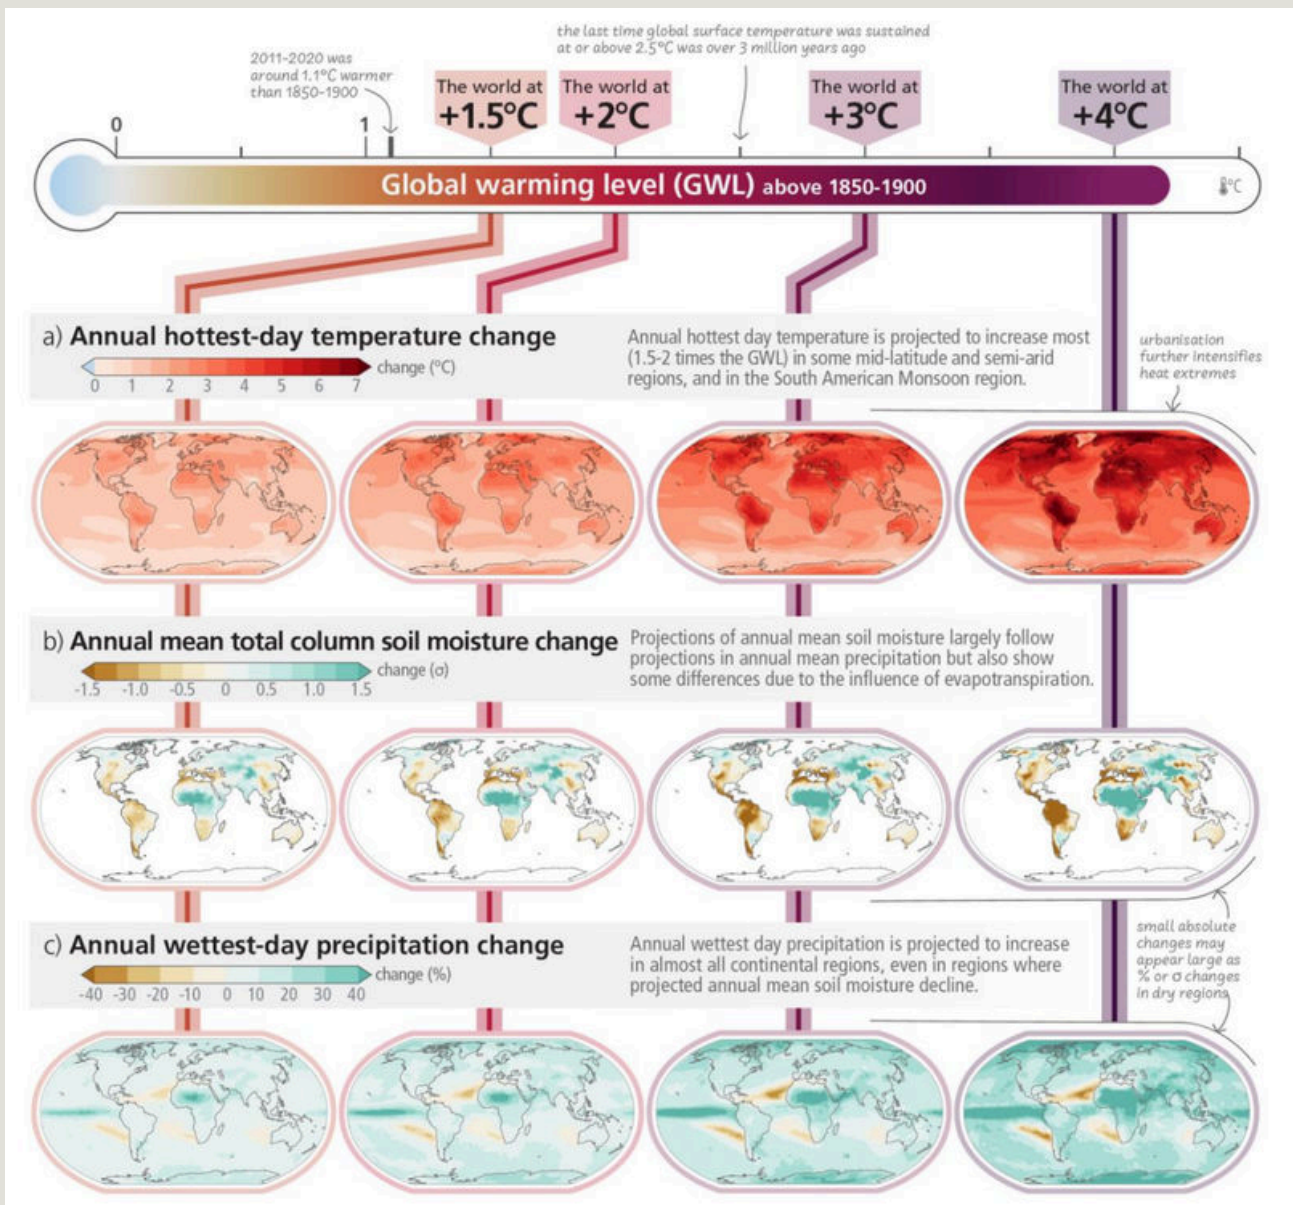 the last time global surface temperature was sustained
at or above 2.5°C was over 3 million years ago
2011-2020 was
around 1.1°C warmer
than 1850-1900
The world at
+1.5°C
The world at
+2°C
The world at
+3°C
The world at
+4°C
0
1
Global warming level (GWL) above 1850-1900
°C
a) Annual hottest-day temperature change
change (°C)
0 1 2 3 4 5 6 7
Annual hottest day temperature is projected to increase most
(1.5-2 times the GWL) in some mid-latitude and semi-arid
regions, and in the South American Monsoon region.
urbanisation
further intensifies
heat extremes
b) Annual mean total column soil moisture change
change (σ)
-1.5 -1.0 -0.5 0 0.5 1.0 1.5
Projections of annual mean soil moisture largely follow
projections in annual mean precipitation but also show
some differences due to the influence of evapotranspiration.
c) Annual wettest-day precipitation change
change (%)
-40 -30 -20 -10 0 10 20 30 40
Annual wettest day precipitation is projected to increase
in almost all continental regions, even in regions where
projected annual mean soil moisture decline.
small absolute
changes may
appear large as
% or σ changes
in dry regions